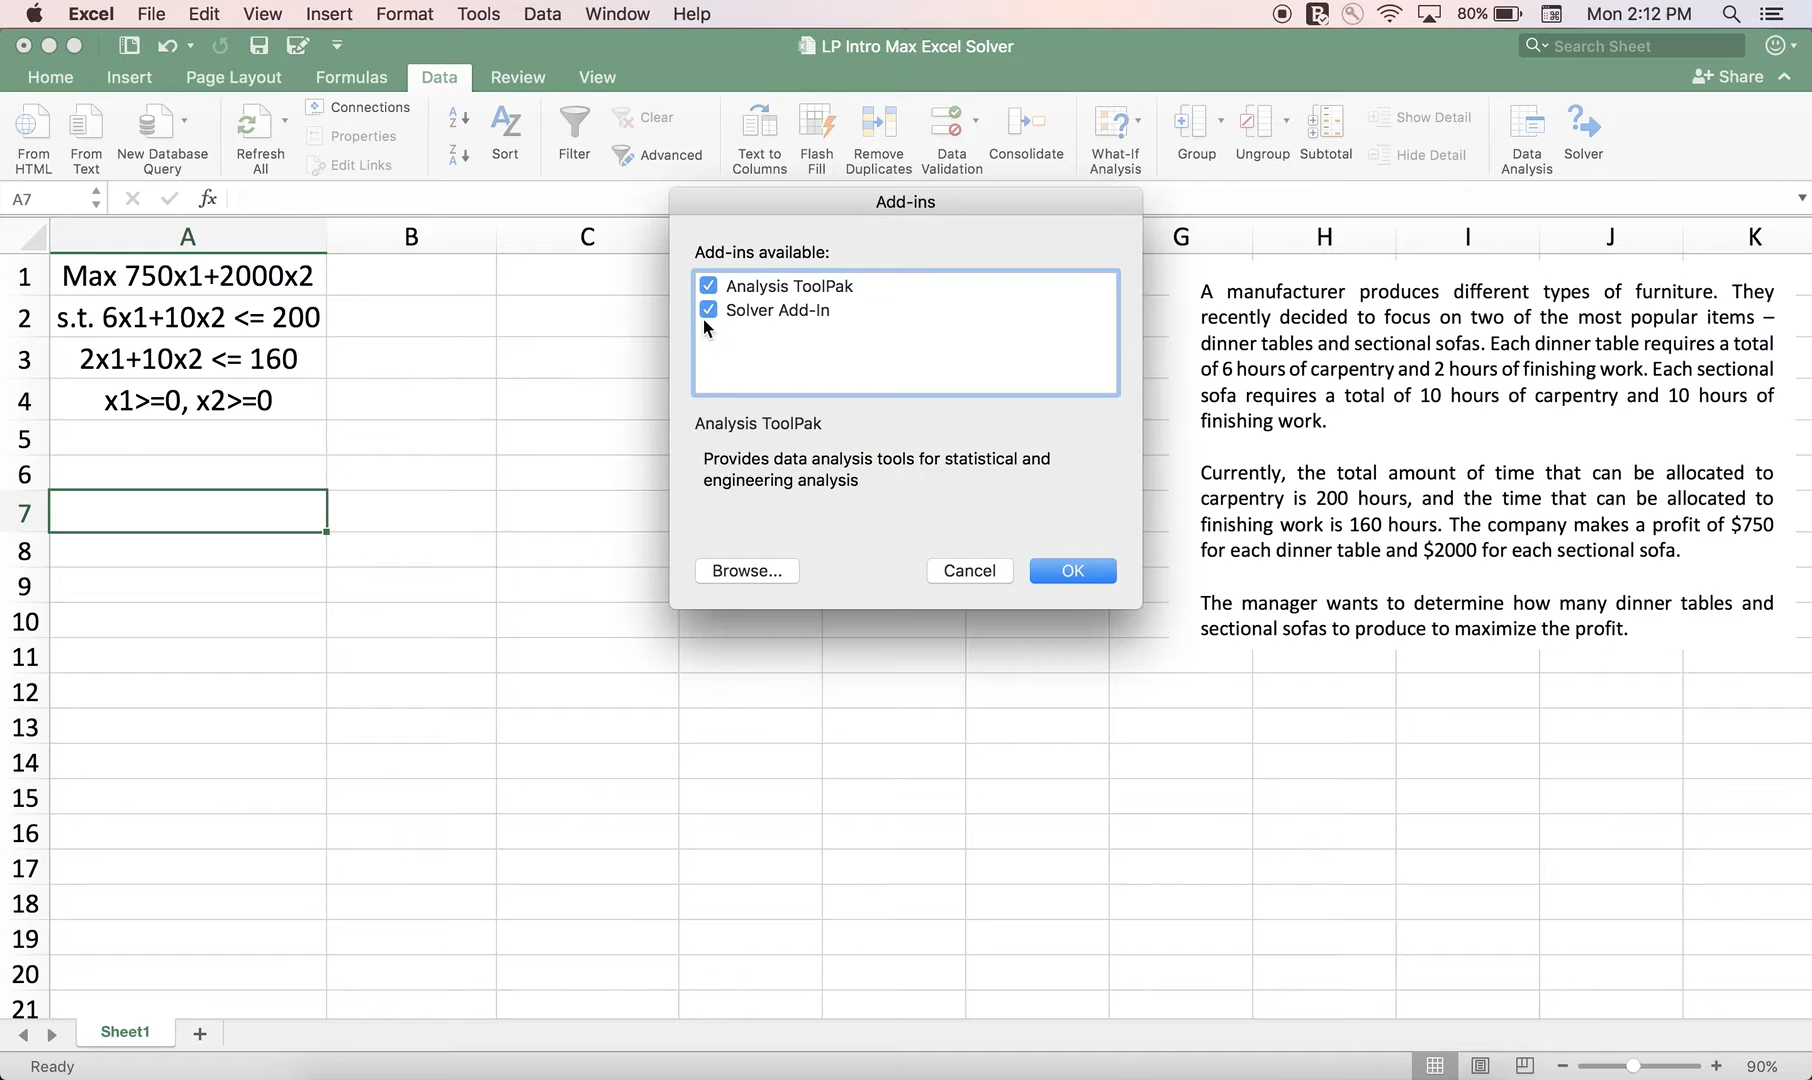 Excel File Edit View Insert Format Tools Data Window Help 80% Mon 2:12 PM
LP Intro Max Excel Solver Search Sheet
Home Insert Page Layout Formulas Data Review View Share
From HTML
From Text
New Database Query
Refresh All
Connections
Properties
Edit Links
A Z
Z A
Sort
Filter
Clear
Advanced
Text to Columns
Flash Fill
Remove Duplicates
Data Validation
Consolidate
What-If Analysis
Group
Ungroup
Subtotal
Show Detail
Hide Detail
Data Analysis
Solver
A7 fx
A B C G H I J K
1 Max 750x1+2000x2
2 s.t. 6x1+10x2 <= 200
3 2x1+10x2 <= 160
4 x1>=0, x2>=0
5
6
7
8
9
10
11
12
13
14
15
16
17
18
19
20
21
Add-ins
Add-ins available:
Analysis ToolPak
Solver Add-In
Analysis ToolPak
Provides data analysis tools for statistical and
engineering analysis
Browse... Cancel OK
A manufacturer produces different types of furniture. They
recently decided to focus on two of the most popular items –
dinner tables and sectional sofas. Each dinner table requires a total
of 6 hours of carpentry and 2 hours of finishing work. Each sectional
sofa requires a total of 10 hours of carpentry and 10 hours of
finishing work.
Currently, the total amount of time that can be allocated to
carpentry is 200 hours, and the time that can be allocated to
finishing work is 160 hours. The company makes a profit of $750
for each dinner table and $2000 for each sectional sofa.
The manager wants to determine how many dinner tables and
sectional sofas to produce to maximize the profit.
Sheet1
Ready 90%